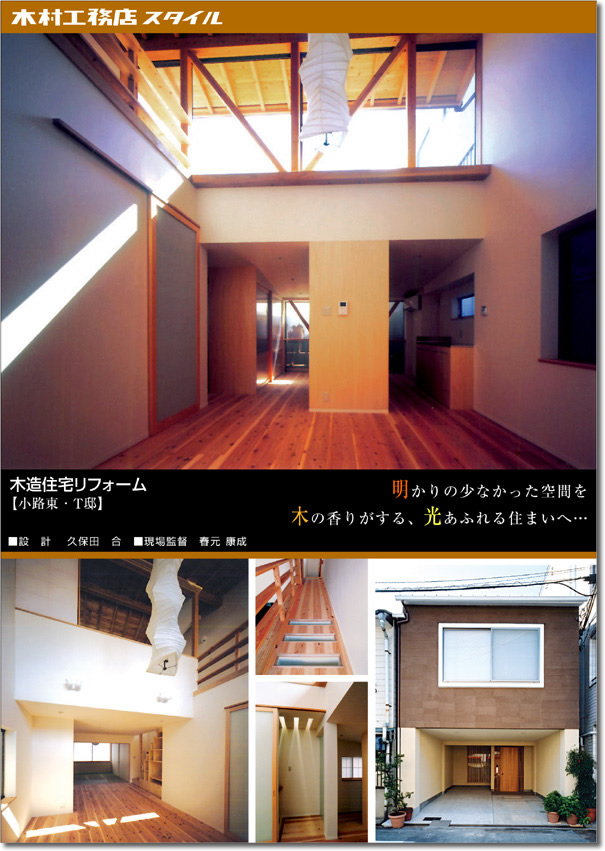 木村工務店 スタイル
木造住宅リフォーム
【小路東・T邸】
明かりの少なかった空間を
木の香りがする、光あふれる住まいへ…
■設　計　久保田　合　■現場監督　春元 康成